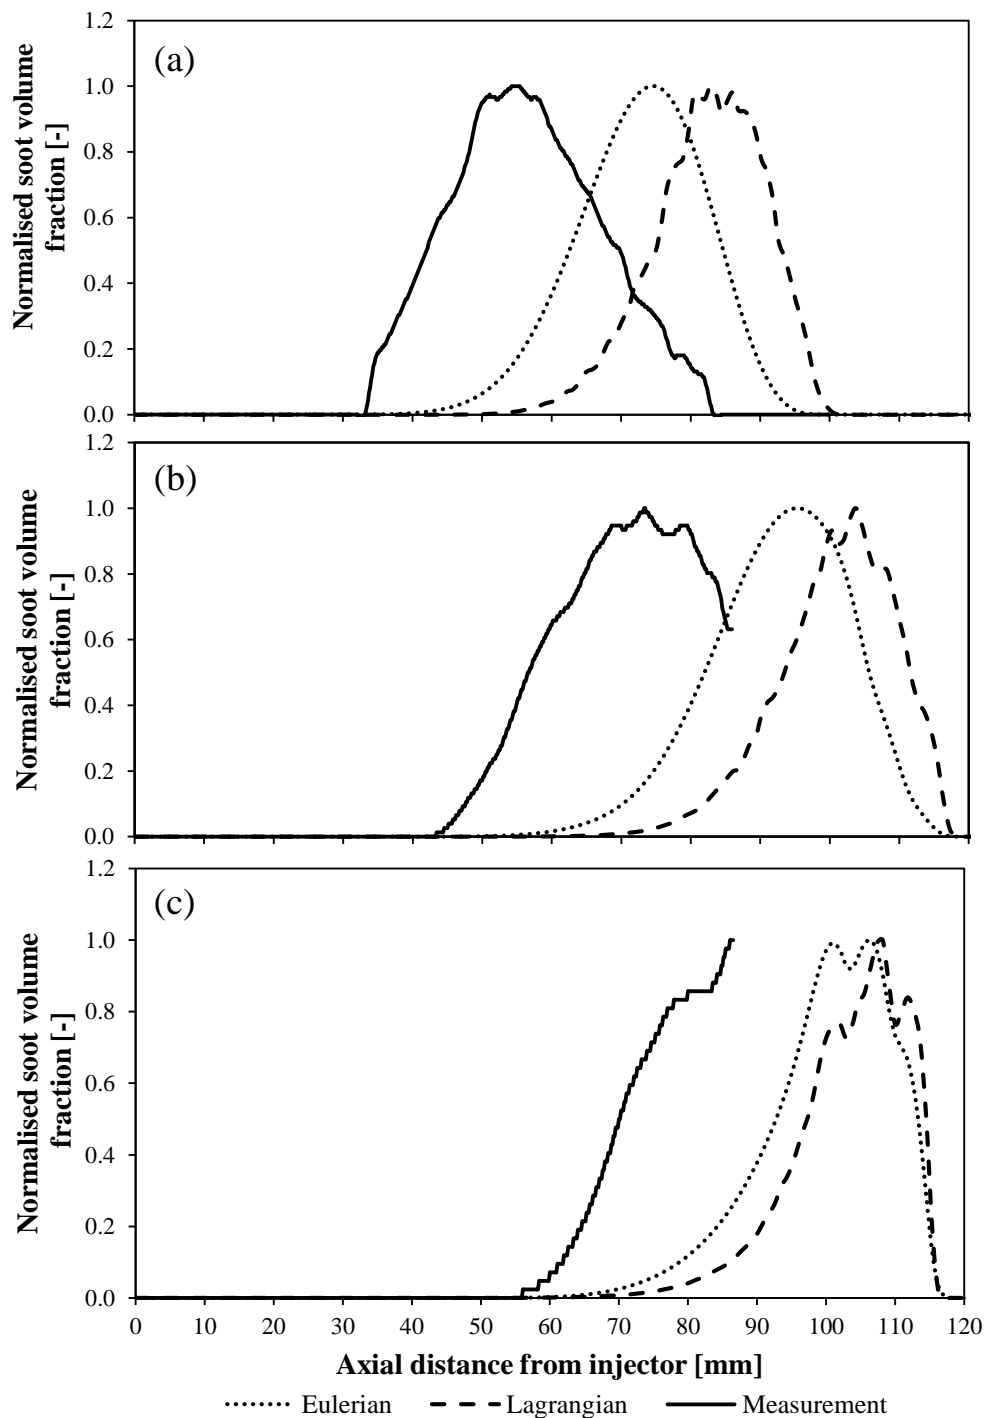 1.2
(a)
1.0
0.8
0.6
0.4
0.2
0.0
Normalised soot volume
fraction [-]
1.2
(b)
1.0
0.8
0.6
0.4
0.2
0.0
Normalised soot volume
fraction [-]
1.2
(c)
1.0
0.8
0.6
0.4
0.2
0.0
Normalised soot volume
fraction [-]
0 10 20 30 40 50 60 70 80 90 100 110 120
Axial distance from injector [mm]
Eulerian Lagrangian Measurement